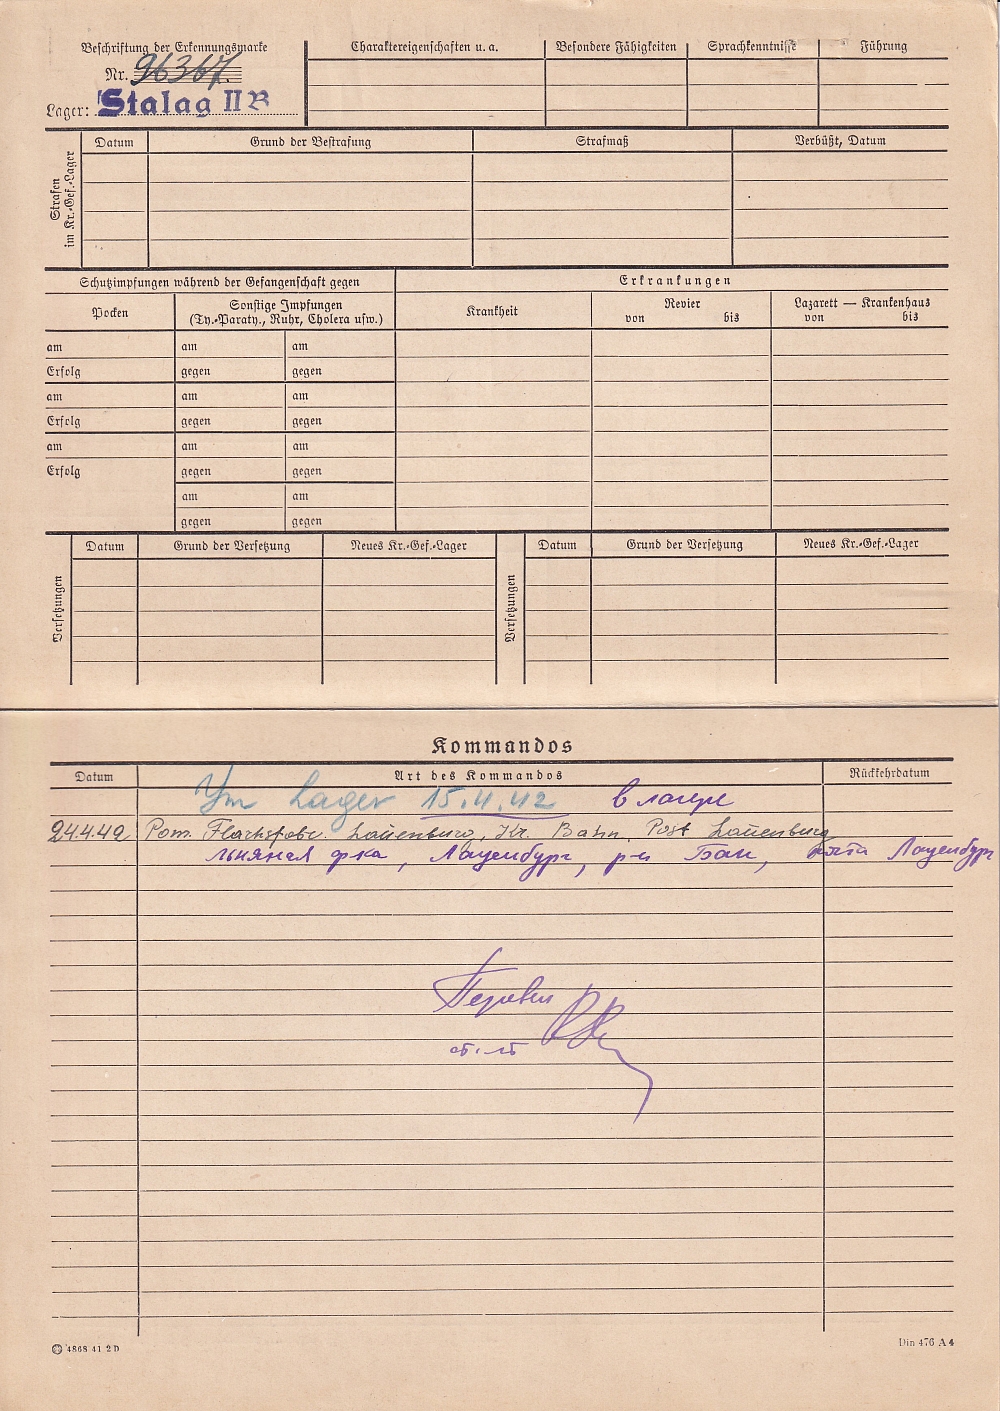 Beschriftung der Erkennungsmarke
Nr. 96367.
Lager: Stalag II B
Charaktereigenschaften u. a.
Besondere Fähigkeiten
Sprachkenntnisse
Führung
Strafen im Kr.-Gef.-Lager
Datum
Grund der Bestrafung
Strafmaß
Verbüßt, Datum
Schutzimpfungen während der Gefangenschaft gegen
Erkrankungen
Pocken
Sonstige Impfungen
(Ty.-Paraty., Ruhr, Cholera usw.)
Krankheit
Revier
von bis
Lazarett — Krankenhaus
von bis
am am am
Erfolg gegen gegen
am am am
Erfolg gegen gegen
am am am
Erfolg gegen gegen
am am
gegen gegen
Versetzungen
Datum
Grund der Versetzung
Neues Kr.-Gef.-Lager
Versetzungen
Datum
Grund der Versetzung
Neues Kr.-Gef.-Lager
Kommandos
Datum
Art des Kommandos
Rückkehrdatum
Im Lager 15.4.42 в лагере
24.4.42 Pom. Flachsfabr. Lauenburg, Kr. Bahn, Post Lauenburg
льняная ф-ка, Лауенбург, р-н Бан, почта Лауенбург
Перевел
ст. л-т
4868 41 2 D
Din 476 A 4